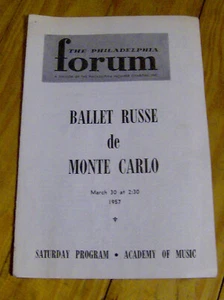 THE PHILADELPHIA
forum
BALLET RUSSE
de
MONTE CARLO
March 30 at 2:30
1957
SATURDAY PROGRAM • ACADEMY OF MUSIC